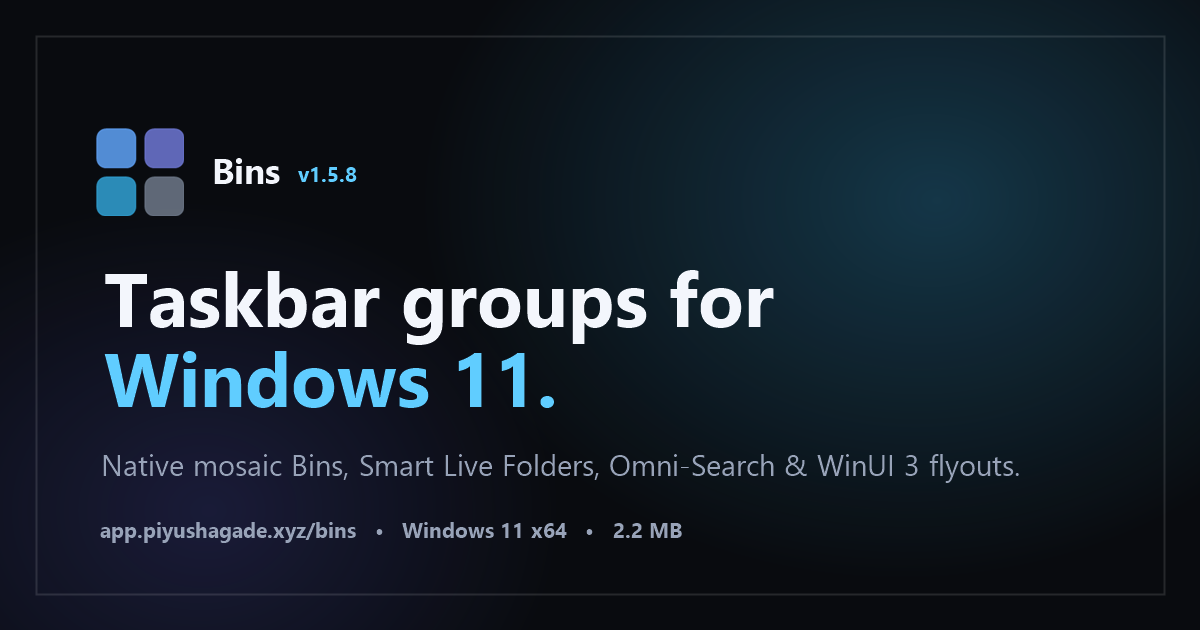 Bins v1.5.8
Taskbar groups for
Windows 11.
Native mosaic Bins, Smart Live Folders, Omni-Search & WinUI 3 flyouts.
app.piyushagade.xyz/bins • Windows 11 x64 • 2.2 MB